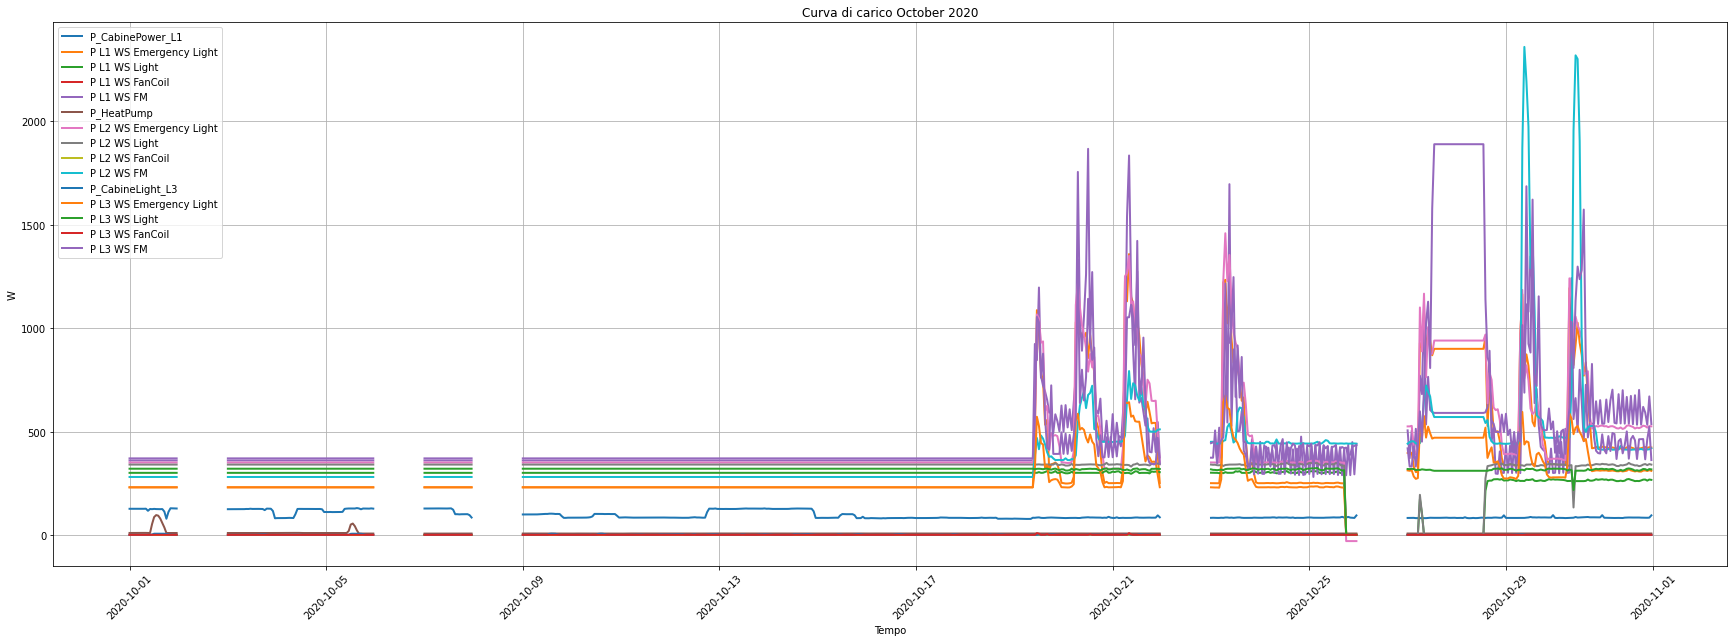 Curva di carico October 2020
P_CabinePower_L1
P L1 WS Emergency Light
P L1 WS Light
P L1 WS FanCoil
P L1 WS FM
P_HeatPump
P L2 WS Emergency Light
P L2 WS Light
P L2 WS FanCoil
P L2 WS FM
P_CabineLight_L3
P L3 WS Emergency Light
P L3 WS Light
P L3 WS FanCoil
P L3 WS FM
2000
1500
1000
500
0
W
2020-10-01
2020-10-05
2020-10-09
2020-10-13
2020-10-17
2020-10-21
2020-10-25
2020-10-29
2020-11-01
Tempo